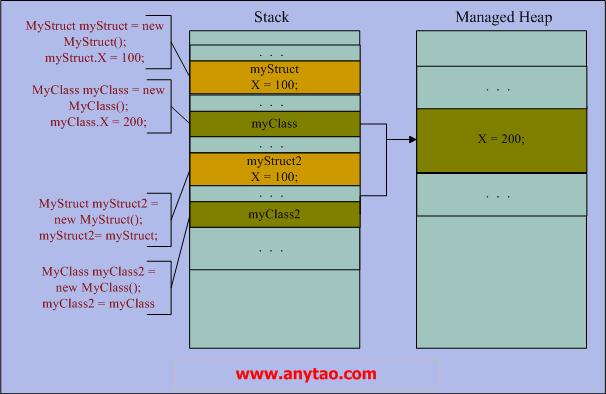 Stack
Managed Heap
MyStruct myStruct = new
MyStruct();
myStruct.X = 100;
MyClass myClass = new
MyClass();
myClass.X = 200;
MyStruct myStruct2 =
new MyStruct();
myStruct2= myStruct;
MyClass myClass2 =
new MyClass();
myClass2 = myClass
. . .
myStruct
X = 100;
. . .
myClass
. . .
myStruct2
X = 100;
. . .
myClass2
. . .
. . .
X = 200;
. . .
www.anytao.com